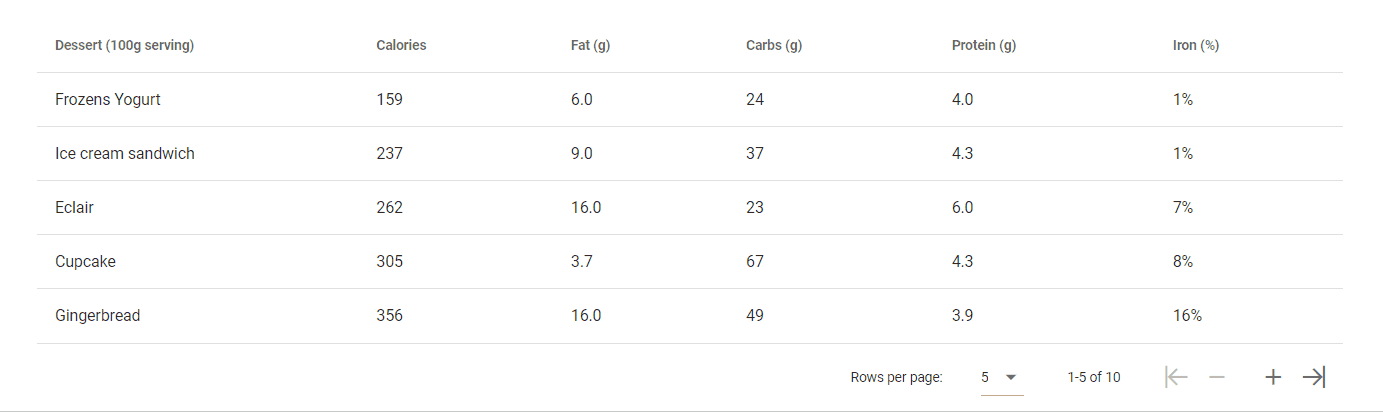 Dessert (100g serving) Calories Fat (g) Carbs (g) Protein (g) Iron (%)
Frozens Yogurt 159 6.0 24 4.0 1%
Ice cream sandwich 237 9.0 37 4.3 1%
Eclair 262 16.0 23 6.0 7%
Cupcake 305 3.7 67 4.3 8%
Gingerbread 356 16.0 49 3.9 16%
Rows per page: 5 1-5 of 10